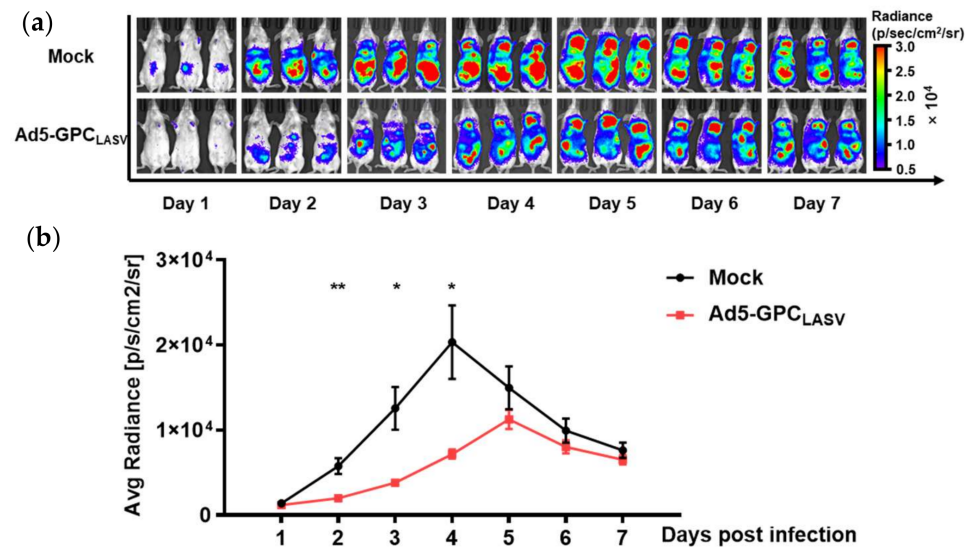 (a)
Radiance
(p/sec/cm²/sr)
Mock
3.0
2.5
2.0
1.5
1.0
0.5
× 10⁴
Ad5-GPC_LASV
Day 1 Day 2 Day 3 Day 4 Day 5 Day 6 Day 7
(b)
Avg Radiance [p/s/cm2/sr)
3×10⁴
2×10⁴
1×10⁴
0
** * *
Mock
Ad5-GPC_LASV
1 2 3 4 5 6 7 Days post infection